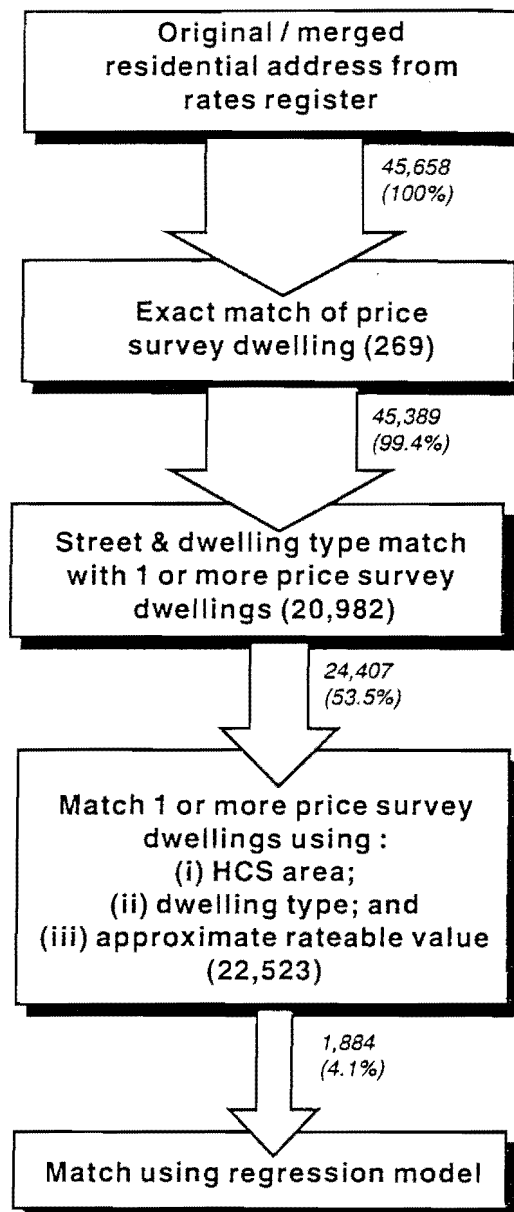 Original / merged
residential address from
rates register
45,658
(100%)
Exact match of price
survey dwelling (269)
45,389
(99.4%)
Street & dwelling type match
with 1 or more price survey
dwellings (20,982)
24,407
(53.5%)
Match 1 or more price survey
dwellings using :
(i) HCS area;
(ii) dwelling type; and
(iii) approximate rateable value
(22,523)
1,884
(4.1%)
Match using regression model